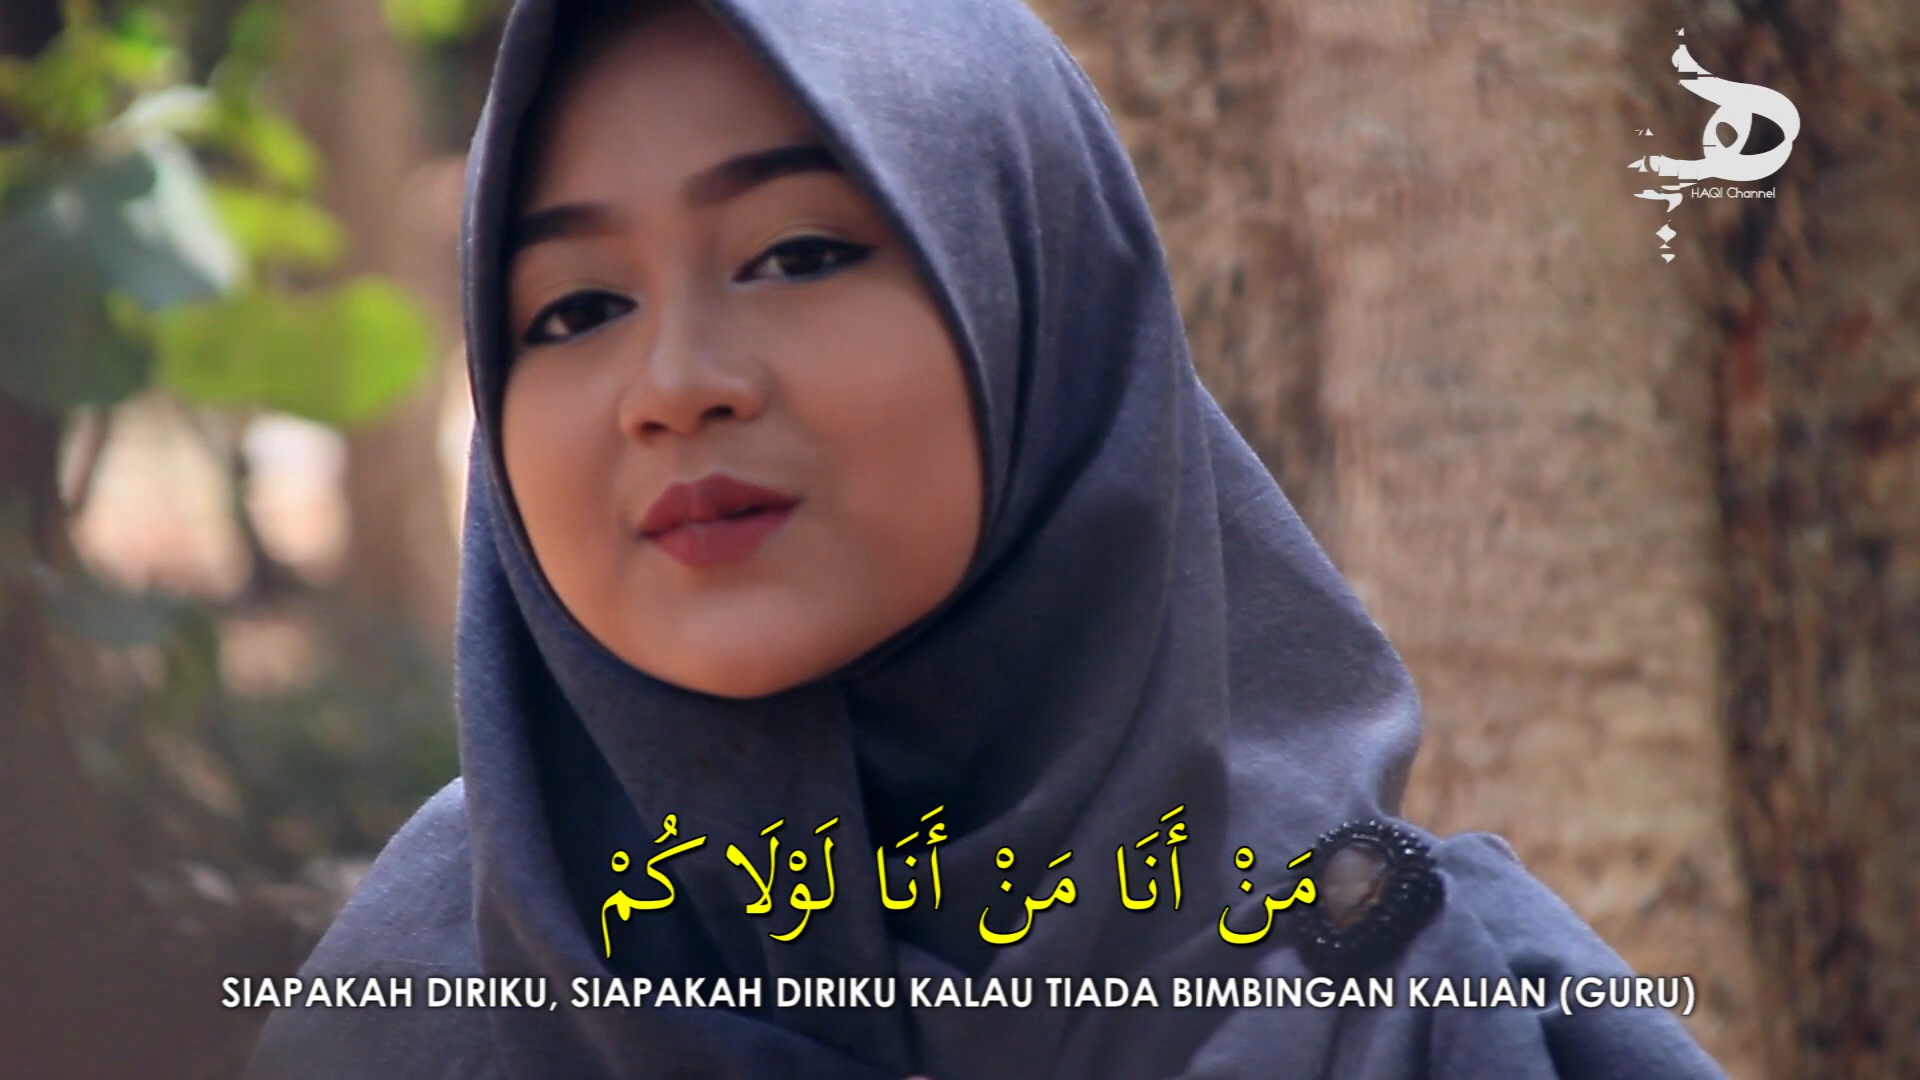 HAQI Channel
مَنْ أَنَا مَنْ أَنَا لَوْلَا كُمْ
SIAPAKAH DIRIKU, SIAPAKAH DIRIKU KALAU TIADA BIMBINGAN KALIAN (GURU)